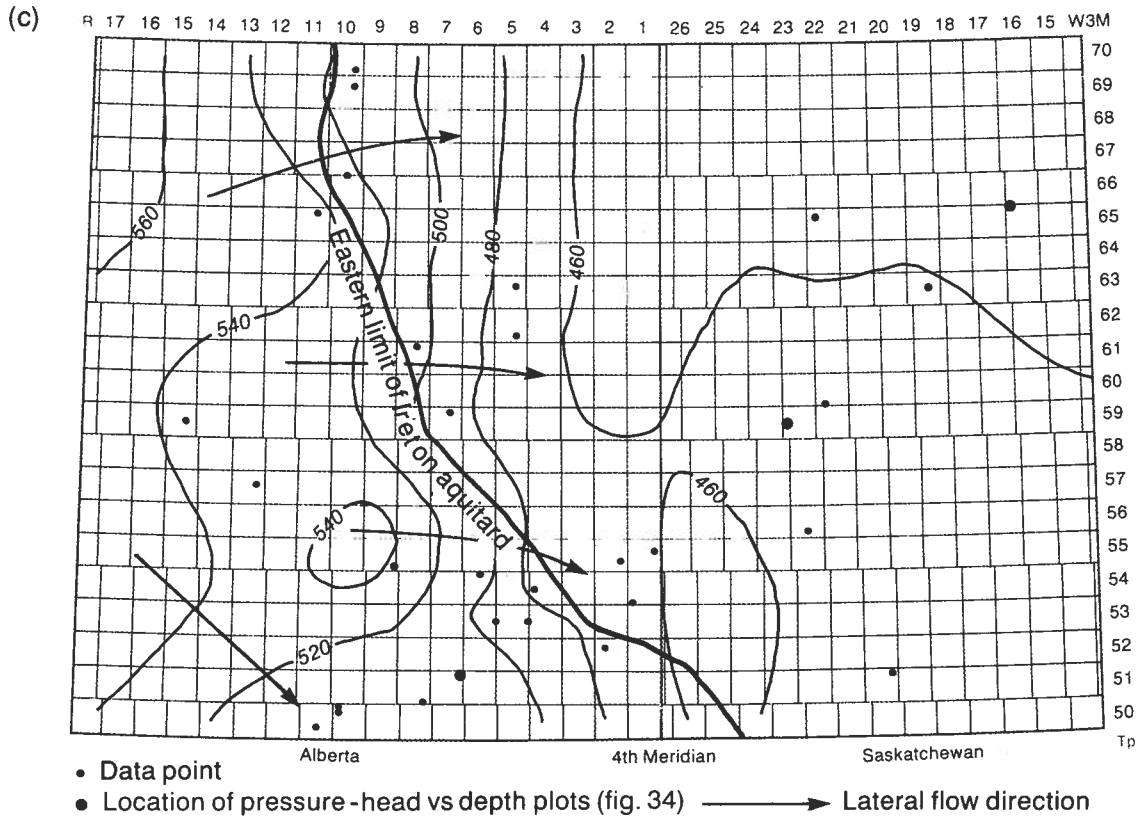 (c)
R 17 16 15 14 13 12 11 10 9 8 7 6 5 4 3 2 1 26 25 24 23 22 21 20 19 18 17 16 15 W3M
70
69
68
67
66
65
64
63
62
61
60
59
58
57
56
55
54
53
52
51
50
Tp
560
500
480
460
540
Eastern limit of Ireton aquitard
540
460
520
Alberta
4th Meridian
Saskatchewan
• Data point
● Location of pressure-head vs depth plots (fig. 34)
Lateral flow direction